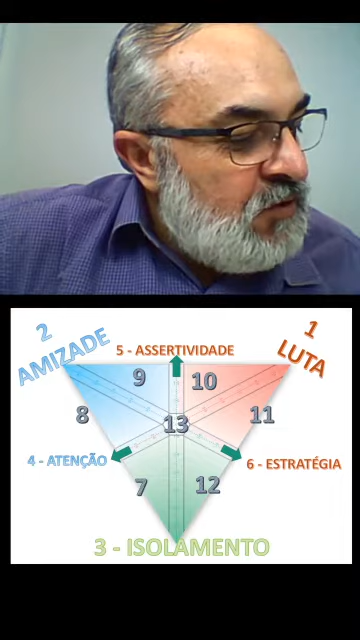 2
AMIZADE
5 - ASSERTIVIDADE
1
LUTA
9
10
8
13
11
4 - ATENÇÃO
6 - ESTRATÉGIA
7
12
3 - ISOLAMENTO